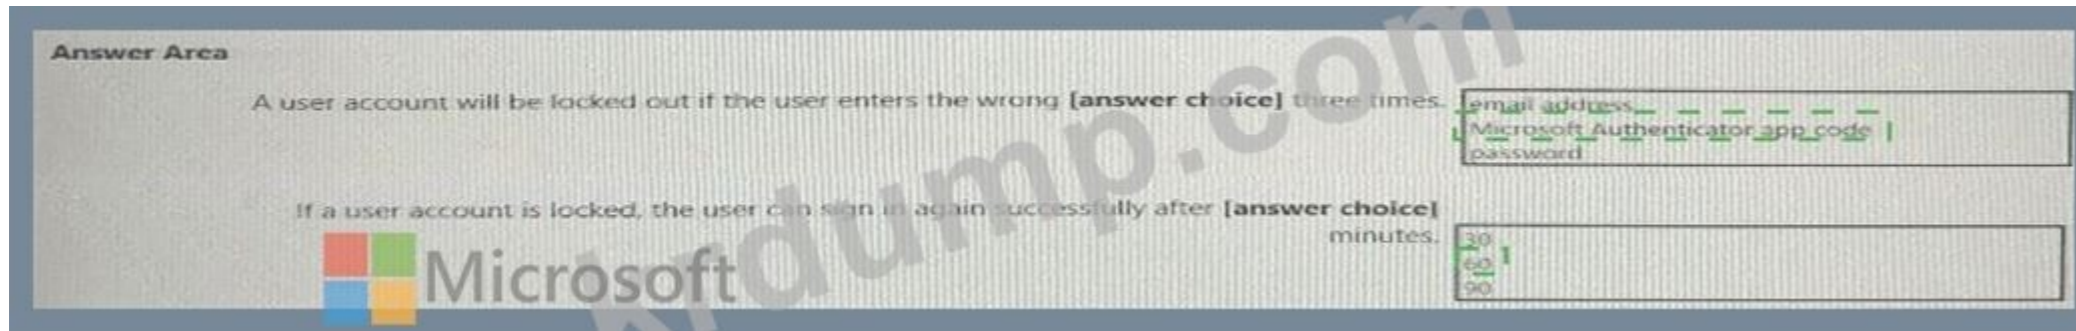 Answer Area
A user account will be locked out if the user enters the wrong [answer choice] three times.
email address
Microsoft Authenticator app code
password
If a user account is locked, the user can sign in again successfully after [answer choice]
minutes.
30
60
90
Microsoft
krdump.com